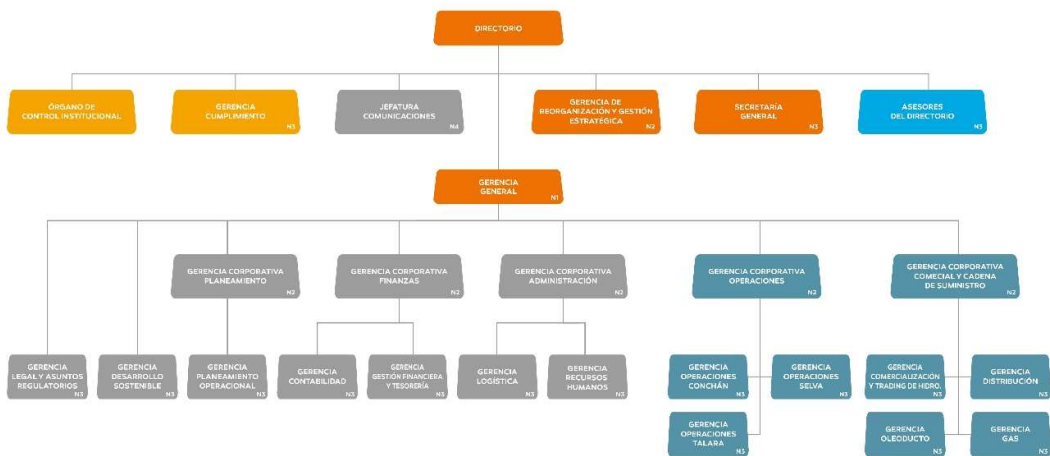 DIRECTORIO
ÓRGANO DE
CONTROL INSTITUCIONAL
GERENCIA
CUMPLIMIENTO
N3
JEFATURA
COMUNICACIONES
N4
GERENCIA DE
REORGANIZACIÓN Y GESTIÓN
ESTRATÉGICA
N2
SECRETARÍA
GENERAL
N3
ASESORES
DEL DIRECTORIO
N3
GERENCIA
GENERAL
N1
GERENCIA CORPORATIVA
PLANEAMIENTO
N2
GERENCIA CORPORATIVA
FINANZAS
N2
GERENCIA CORPORATIVA
ADMINISTRACIÓN
N2
GERENCIA CORPORATIVA
OPERACIONES
N2
GERENCIA CORPORATIVA
COMECIAL Y CADENA
DE SUMINISTRO
N2
GERENCIA
LEGAL Y ASUNTOS
REGULATORIOS
N3
GERENCIA
DESARROLLO
SOSTENIBLE
N3
GERENCIA
PLANEAMIENTO
OPERACIONAL
N3
GERENCIA
CONTABILIDAD
N3
GERENCIA
GESTIÓN FINANCIERA
Y TESORERÍA
N3
GERENCIA
LOGÍSTICA
N3
GERENCIA
RECURSOS
HUMANOS
N3
GERENCIA
OPERACIONES
CONCHÁN
N3
GERENCIA
OPERACIONES
SELVA
N3
GERENCIA
COMERCIALIZACIÓN
Y TRADING DE HIDRO.
N3
GERENCIA
DISTRIBUCIÓN
N3
GERENCIA
OPERACIONES
TALARA
N3
GERENCIA
OLEODUCTO
N3
GERENCIA
GAS
N3